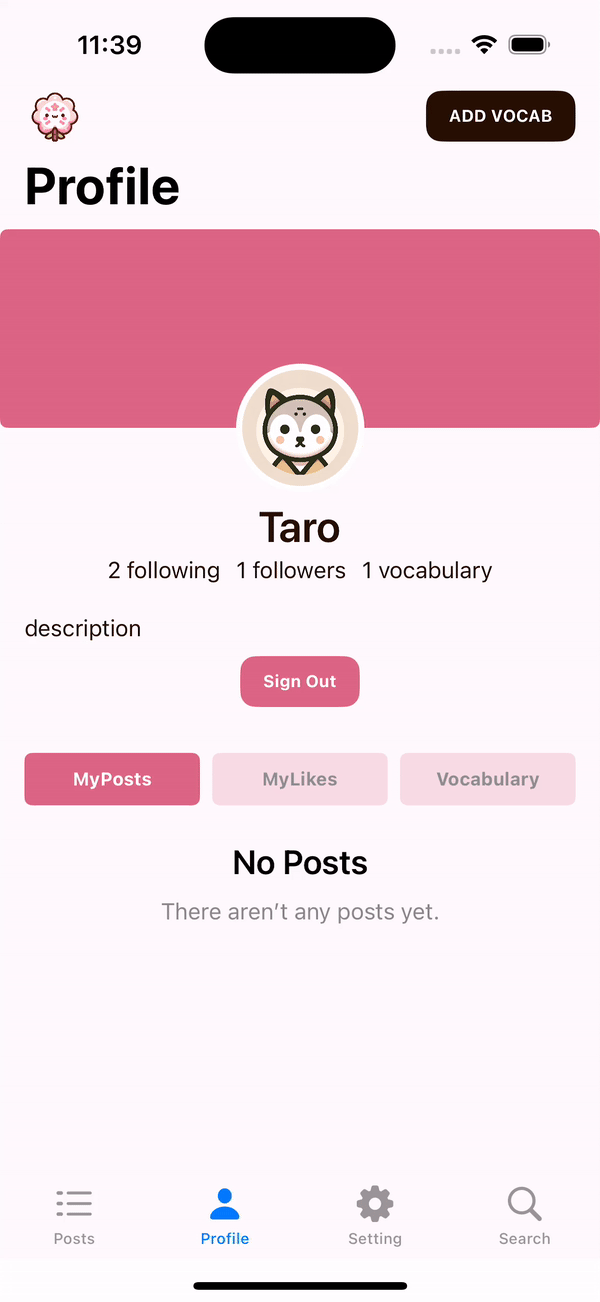 11:39
ADD VOCAB
Profile
Taro
2 following 1 followers 1 vocabulary
description
Sign Out
MyPosts MyLikes Vocabulary
No Posts
There aren’t any posts yet.
Posts Profile Setting Search